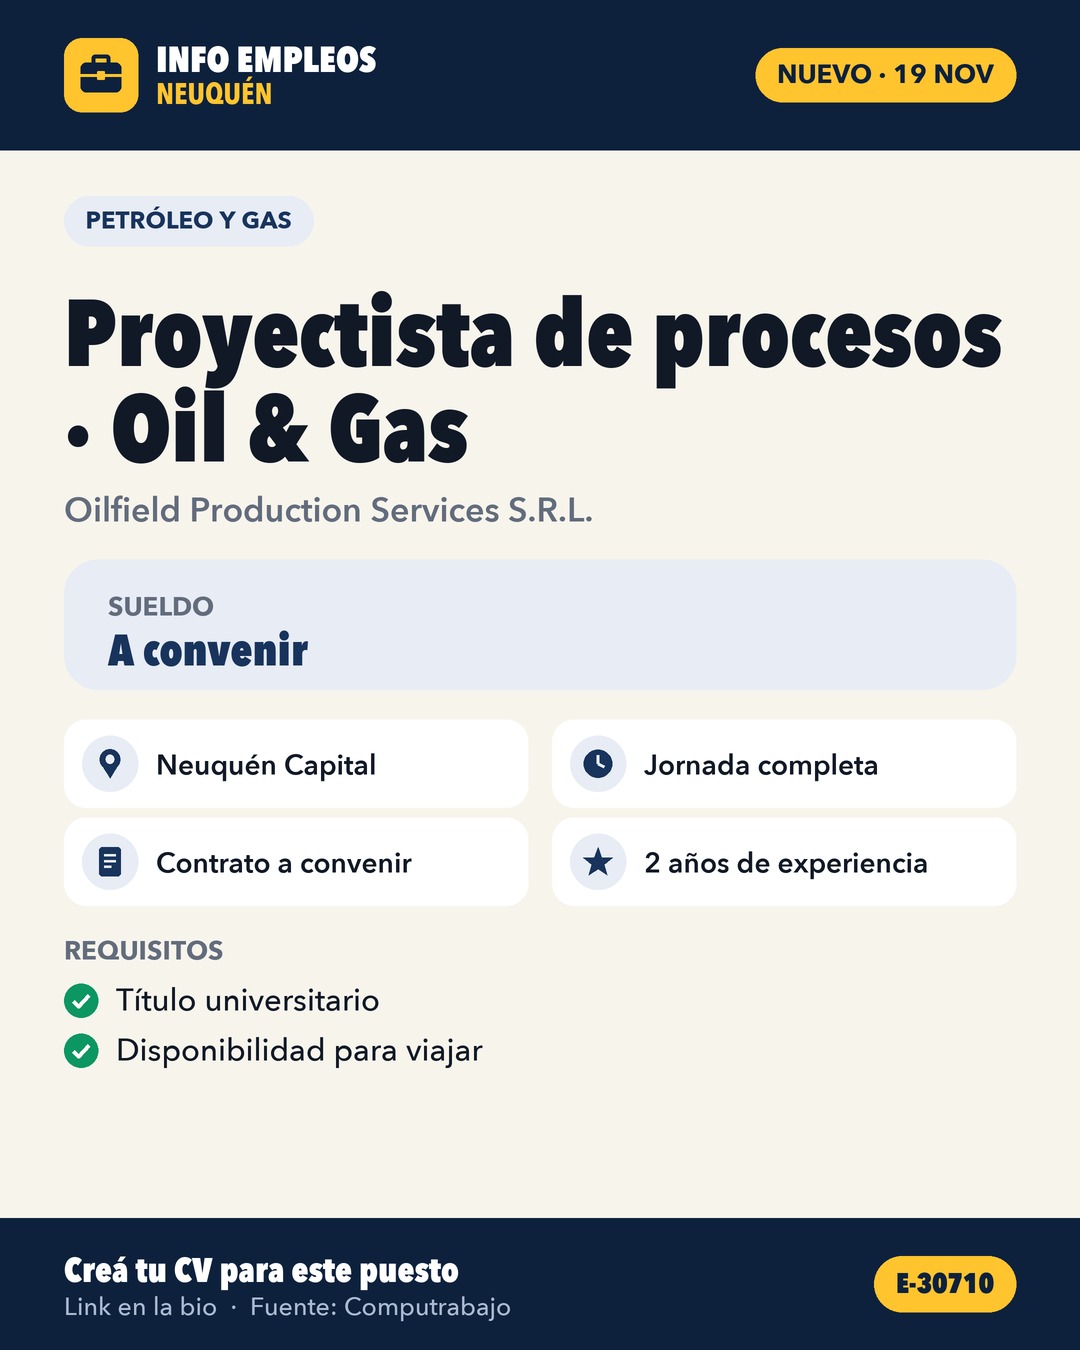 INFO EMPLEOS
NEUQUÉN
NUEVO · 19 NOV
PETRÓLEO Y GAS
Proyectista de procesos
· Oil & Gas
Oilfield Production Services S.R.L.
SUELDO
A convenir
Neuquén Capital
Jornada completa
Contrato a convenir
2 años de experiencia
REQUISITOS
Título universitario
Disponibilidad para viajar
Creá tu CV para este puesto
Link en la bio · Fuente: Computrabajo
E-30710